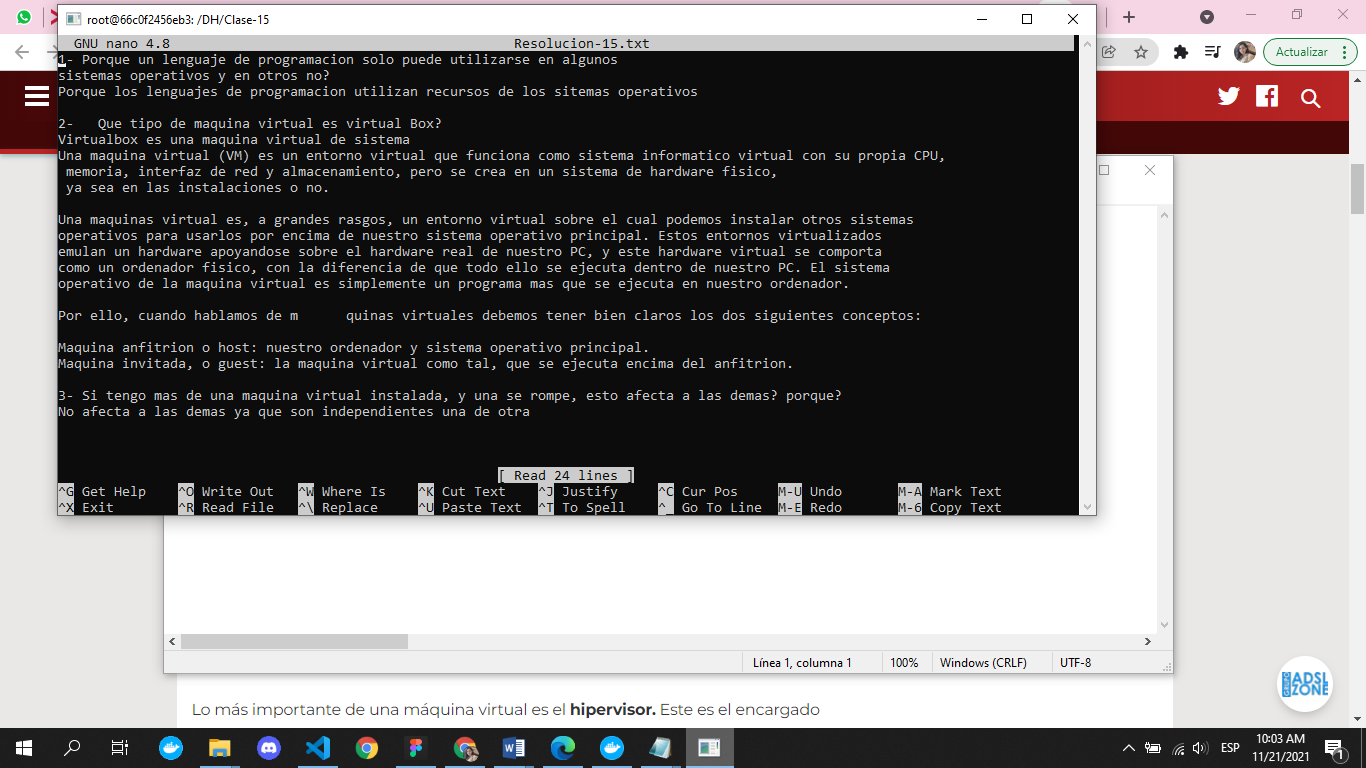 root@66c0f2456eb3: /DH/Clase-15
GNU nano 4.8 Resolucion-15.txt
1- Porque un lenguaje de programacion solo puede utilizarse en algunos
sistemas operativos y en otros no?
Porque los lenguajes de programacion utilizan recursos de los sitemas operativos
2- Que tipo de maquina virtual es virtual Box?
Virtualbox es una maquina virtual de sistema
Una maquina virtual (VM) es un entorno virtual que funciona como sistema informatico virtual con su propia CPU,
memoria, interfaz de red y almacenamiento, pero se crea en un sistema de hardware fisico,
ya sea en las instalaciones o no.
Una maquinas virtual es, a grandes rasgos, un entorno virtual sobre el cual podemos instalar otros sistemas
operativos para usarlos por encima de nuestro sistema operativo principal. Estos entornos virtualizados
emulan un hardware apoyandose sobre el hardware real de nuestro PC, y este hardware virtual se comporta
como un ordenador fisico, con la diferencia de que todo ello se ejecuta dentro de nuestro PC. El sistema
operativo de la maquina virtual es simplemente un programa mas que se ejecuta en nuestro ordenador.
Por ello, cuando hablamos de m quinas virtuales debemos tener bien claros los dos siguientes conceptos:
Maquina anfitrion o host: nuestro ordenador y sistema operativo principal.
Maquina invitada, o guest: la maquina virtual como tal, que se ejecuta encima del anfitrion.
3- Si tengo mas de una maquina virtual instalada, y una se rompe, esto afecta a las demas? porque?
No afecta a las demas ya que son independientes una de otra
[ Read 24 lines ]
^G Get Help ^O Write Out ^W Where Is ^K Cut Text ^J Justify ^C Cur Pos M-U Undo M-A Mark Text
^X Exit ^R Read File ^\ Replace ^U Paste Text ^T To Spell ^_ Go To Line M-E Redo M-6 Copy Text
Actualizar
Línea 1, columna 1 100% Windows (CRLF) UTF-8
GRUPO ADSL ZONE
Lo más importante de una máquina virtual es el hipervisor. Este es el encargado
ESP 10:03 AM
11/21/2021
1